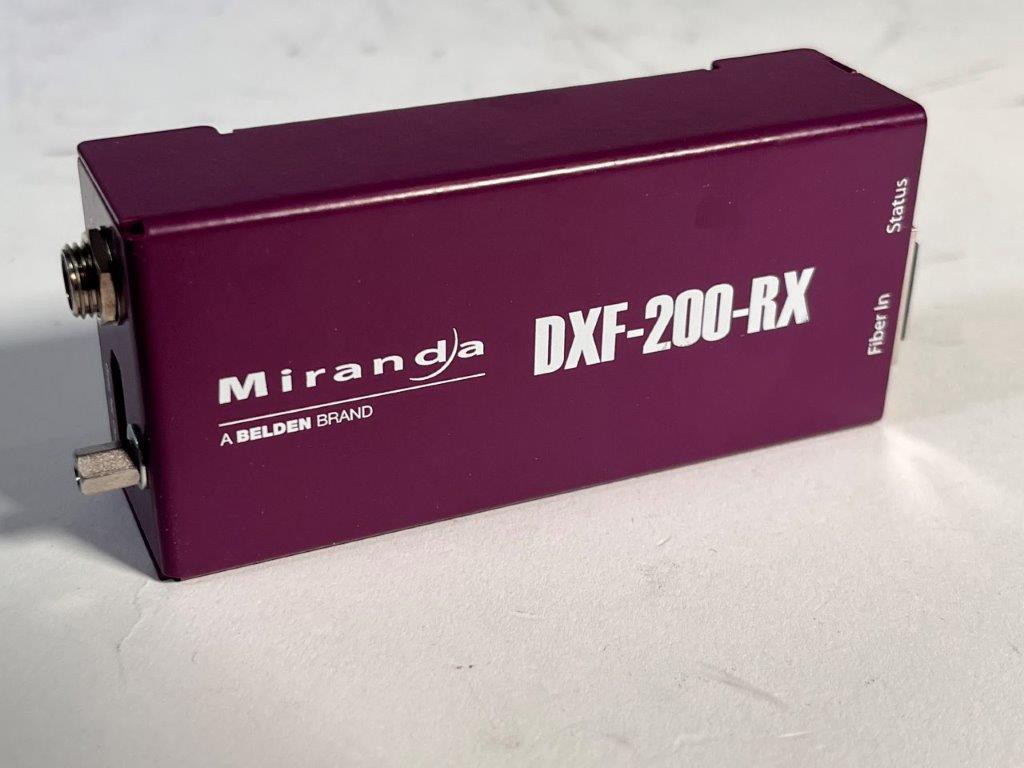 Miranda
A BELDEN BRAND
DXF-200-RX
Status
Fiber In